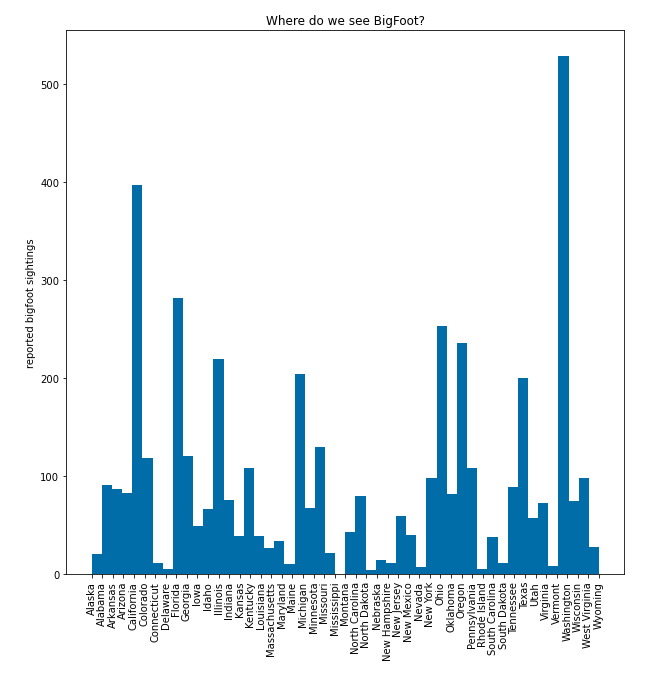 Where do we see BigFoot?
reported bigfoot sightings
500
400
300
200
100
0
Alaska
Alabama
Arkansas
Arizona
California
Colorado
Connecticut
Delaware
Florida
Georgia
Iowa
Idaho
Illinois
Indiana
Kansas
Kentucky
Louisiana
Massachusetts
Maryland
Maine
Michigan
Minnesota
Missouri
Mississippi
Montana
North Carolina
North Dakota
Nebraska
New Hampshire
New Jersey
New Mexico
Nevada
New York
Ohio
Oklahoma
Oregon
Pennsylvania
Rhode Island
South Carolina
South Dakota
Tennessee
Texas
Utah
Virginia
Vermont
Washington
Wisconsin
West Virginia
Wyoming